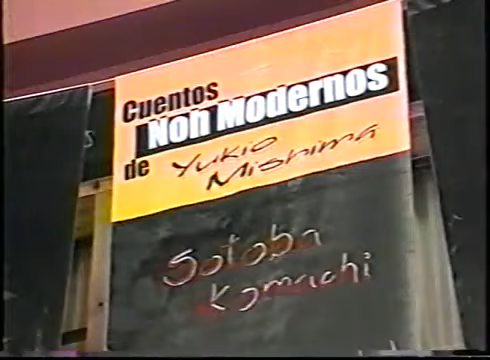 Cuentos
Noh Modernos
de Yukio
Mishima
Sotoba
Komachi